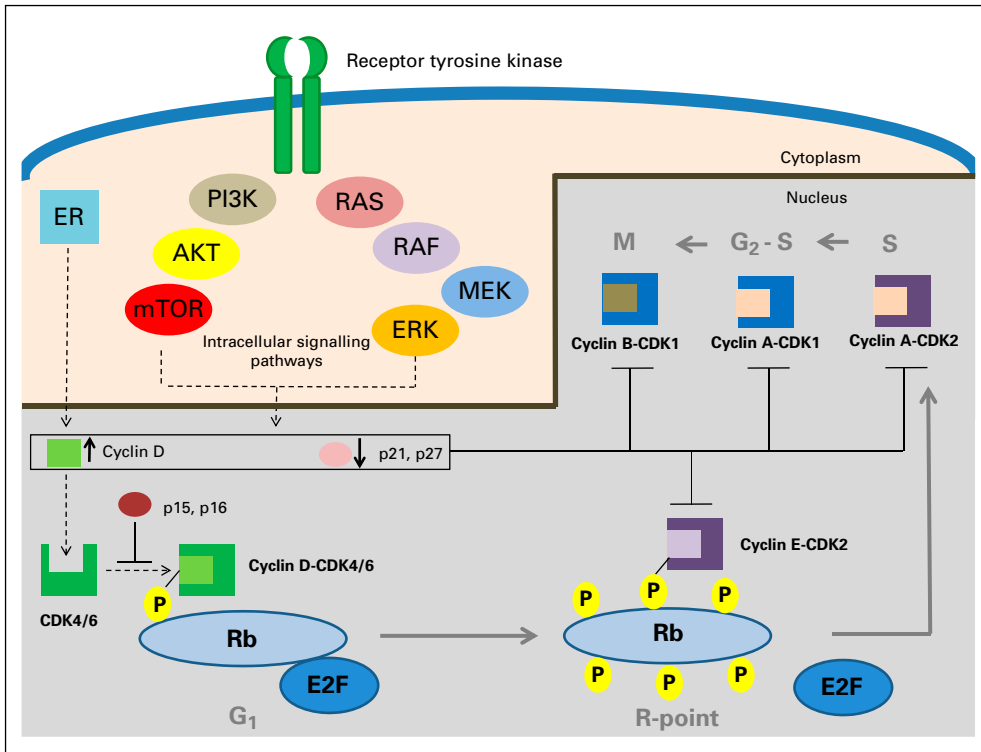 Receptor tyrosine kinase
Cytoplasm
Nucleus
ER
PI3K
RAS
AKT
RAF
mTOR
MEK
ERK
Intracellular signalling
pathways
M
G2 - S
S
Cyclin B-CDK1
Cyclin A-CDK1
Cyclin A-CDK2
Cyclin D
p21, p27
p15, p16
CDK4/6
Cyclin D-CDK4/6
P
Rb
E2F
G1
Cyclin E-CDK2
P
P
P
Rb
P
P
P
E2F
R-point